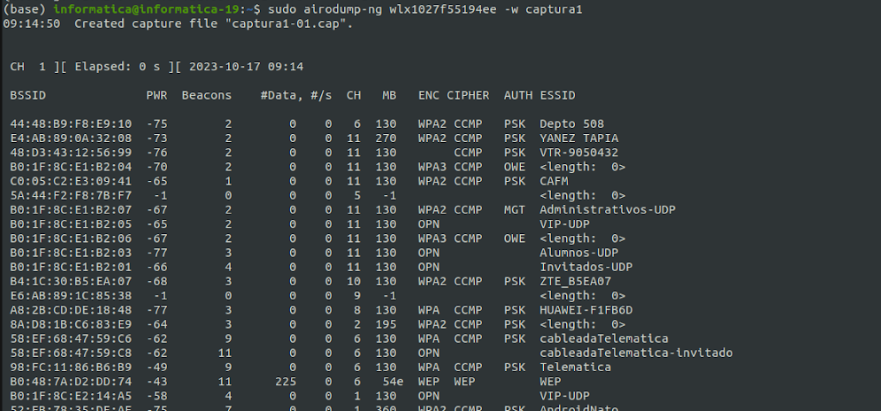 (base) informatica@informatica-19:~$ sudo airodump-ng wlx1027f55194ee -w captura1
09:14:50  Created capture file "captura1-01.cap".
CH  1 ][ Elapsed: 0 s ][ 2023-10-17 09:14
BSSID              PWR  Beacons    #Data, #/s  CH   MB   ENC CIPHER  AUTH ESSID
44:48:B9:F8:E9:10  -75        2        0    0   6  130   WPA2 CCMP   PSK  Depto 508
E4:AB:89:0A:32:08  -73        2        0    0  11  270   WPA2 CCMP   PSK  YANEZ TAPIA
48:D3:43:12:56:99  -76        2        0    0  11  130        CCMP   PSK  VTR-9050432
B0:1F:8C:E1:B2:04  -70        2        0    0  11  130   WPA3 CCMP   OWE  <length:  0>
C0:05:C2:E3:09:41  -65        1        0    0  11  130   WPA2 CCMP   PSK  CAFM
5A:44:F2:F8:7B:F7   -1        0        0    0   5   -1                    <length:  0>
B0:1F:8C:E1:B2:07  -67        2        0    0  11  130   WPA2 CCMP   MGT  Administrativos-UDP
B0:1F:8C:E1:B2:05  -65        2        0    0  11  130   OPN              VIP-UDP
B0:1F:8C:E1:B2:06  -67        2        0    0  11  130   WPA3 CCMP   OWE  <length:  0>
B0:1F:8C:E1:B2:03  -77        3        0    0  11  130   OPN              Alumnos-UDP
B0:1F:8C:E1:B2:01  -66        4        0    0  11  130   OPN              Invitados-UDP
B4:1C:30:B5:EA:07  -68        3        0    0  10  130   WPA2 CCMP   PSK  ZTE_B5EA07
E6:AB:89:1C:85:38   -1        0        0    0   9   -1                    <length:  0>
A8:2B:CD:DE:18:48  -77        3        0    0   8  130   WPA  CCMP   PSK  HUAWEI-F1FB6D
8A:D8:1B:C6:83:E9  -64        3        0    0   2  195   WPA2 CCMP   PSK  <length:  0>
58:EF:68:47:59:C6  -62        9        0    0   6  130   WPA  CCMP   PSK  cableadaTelematica
58:EF:68:47:59:C8  -62       11        0    0   6  130   OPN              cableadaTelematica-invitado
98:FC:11:86:B6:B9  -49        9        0    0   6  130   WPA  CCMP   PSK  Telematica
B0:48:7A:D2:DD:74  -43       11      225    0   6   54e  WEP  WEP         WEP
B0:1F:8C:E2:14:A5  -58        4        0    0   1  130   OPN              VIP-UDP
52:FB:78:35:DE:AF  -75        7        0    0   1  360   WPA2 CCMP   PSK  AndroidNato